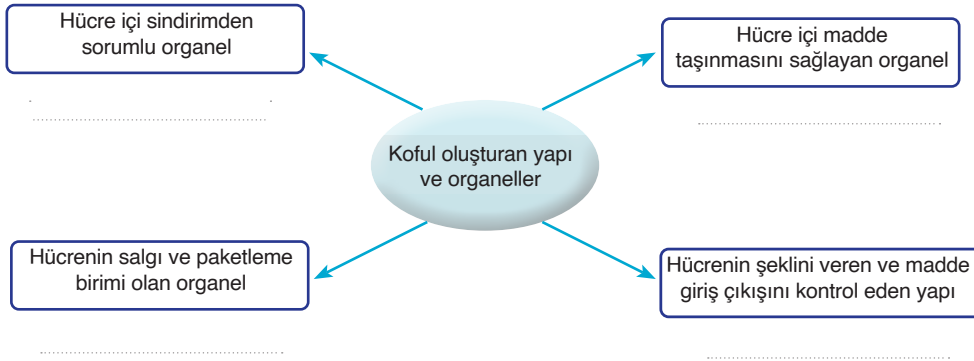 Hücre içi sindirimden
sorumlu organel
Hücre içi madde
taşınmasını sağlayan organel
Koful oluşturan yapı
ve organeller
Hücrenin salgı ve paketleme
birimi olan organel
Hücrenin şeklini veren ve madde
giriş çıkışını kontrol eden yapı